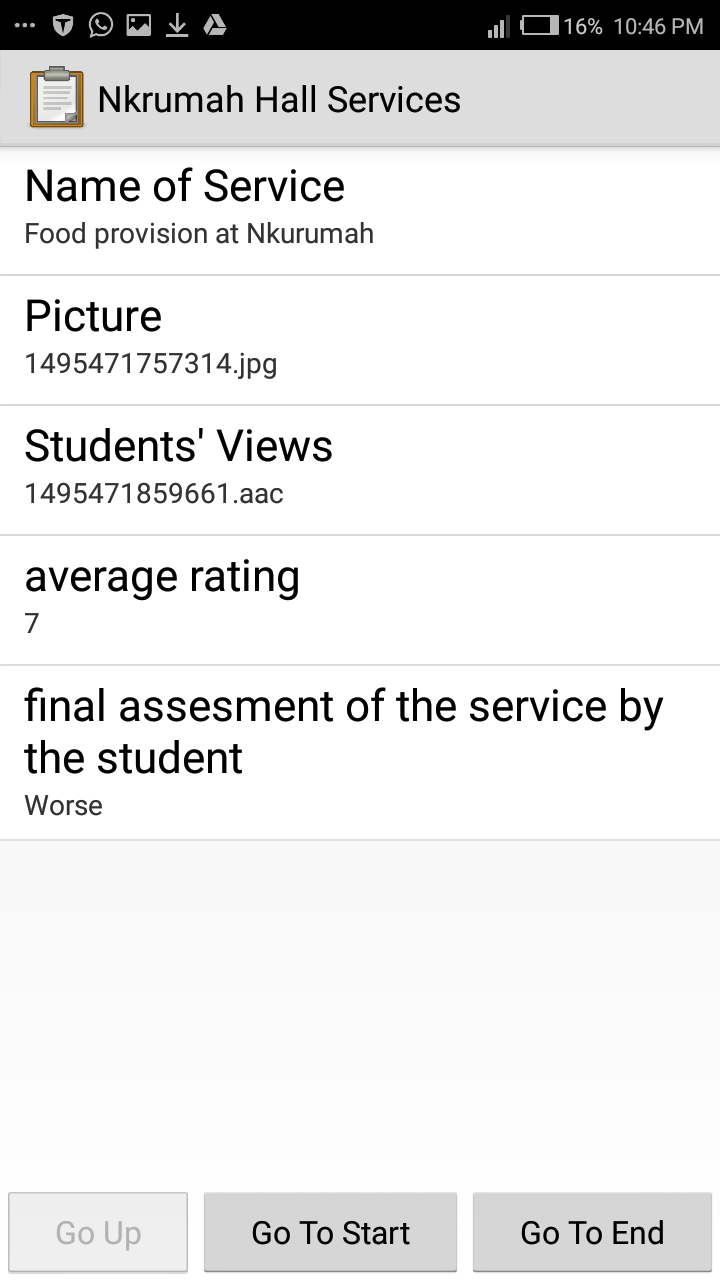 16% 10:46 PM
Nkrumah Hall Services
Name of Service
Food provision at Nkurumah
Picture
1495471757314.jpg
Students' Views
1495471859661.aac
average rating
7
final assesment of the service by
the student
Worse
Go Up Go To Start Go To End